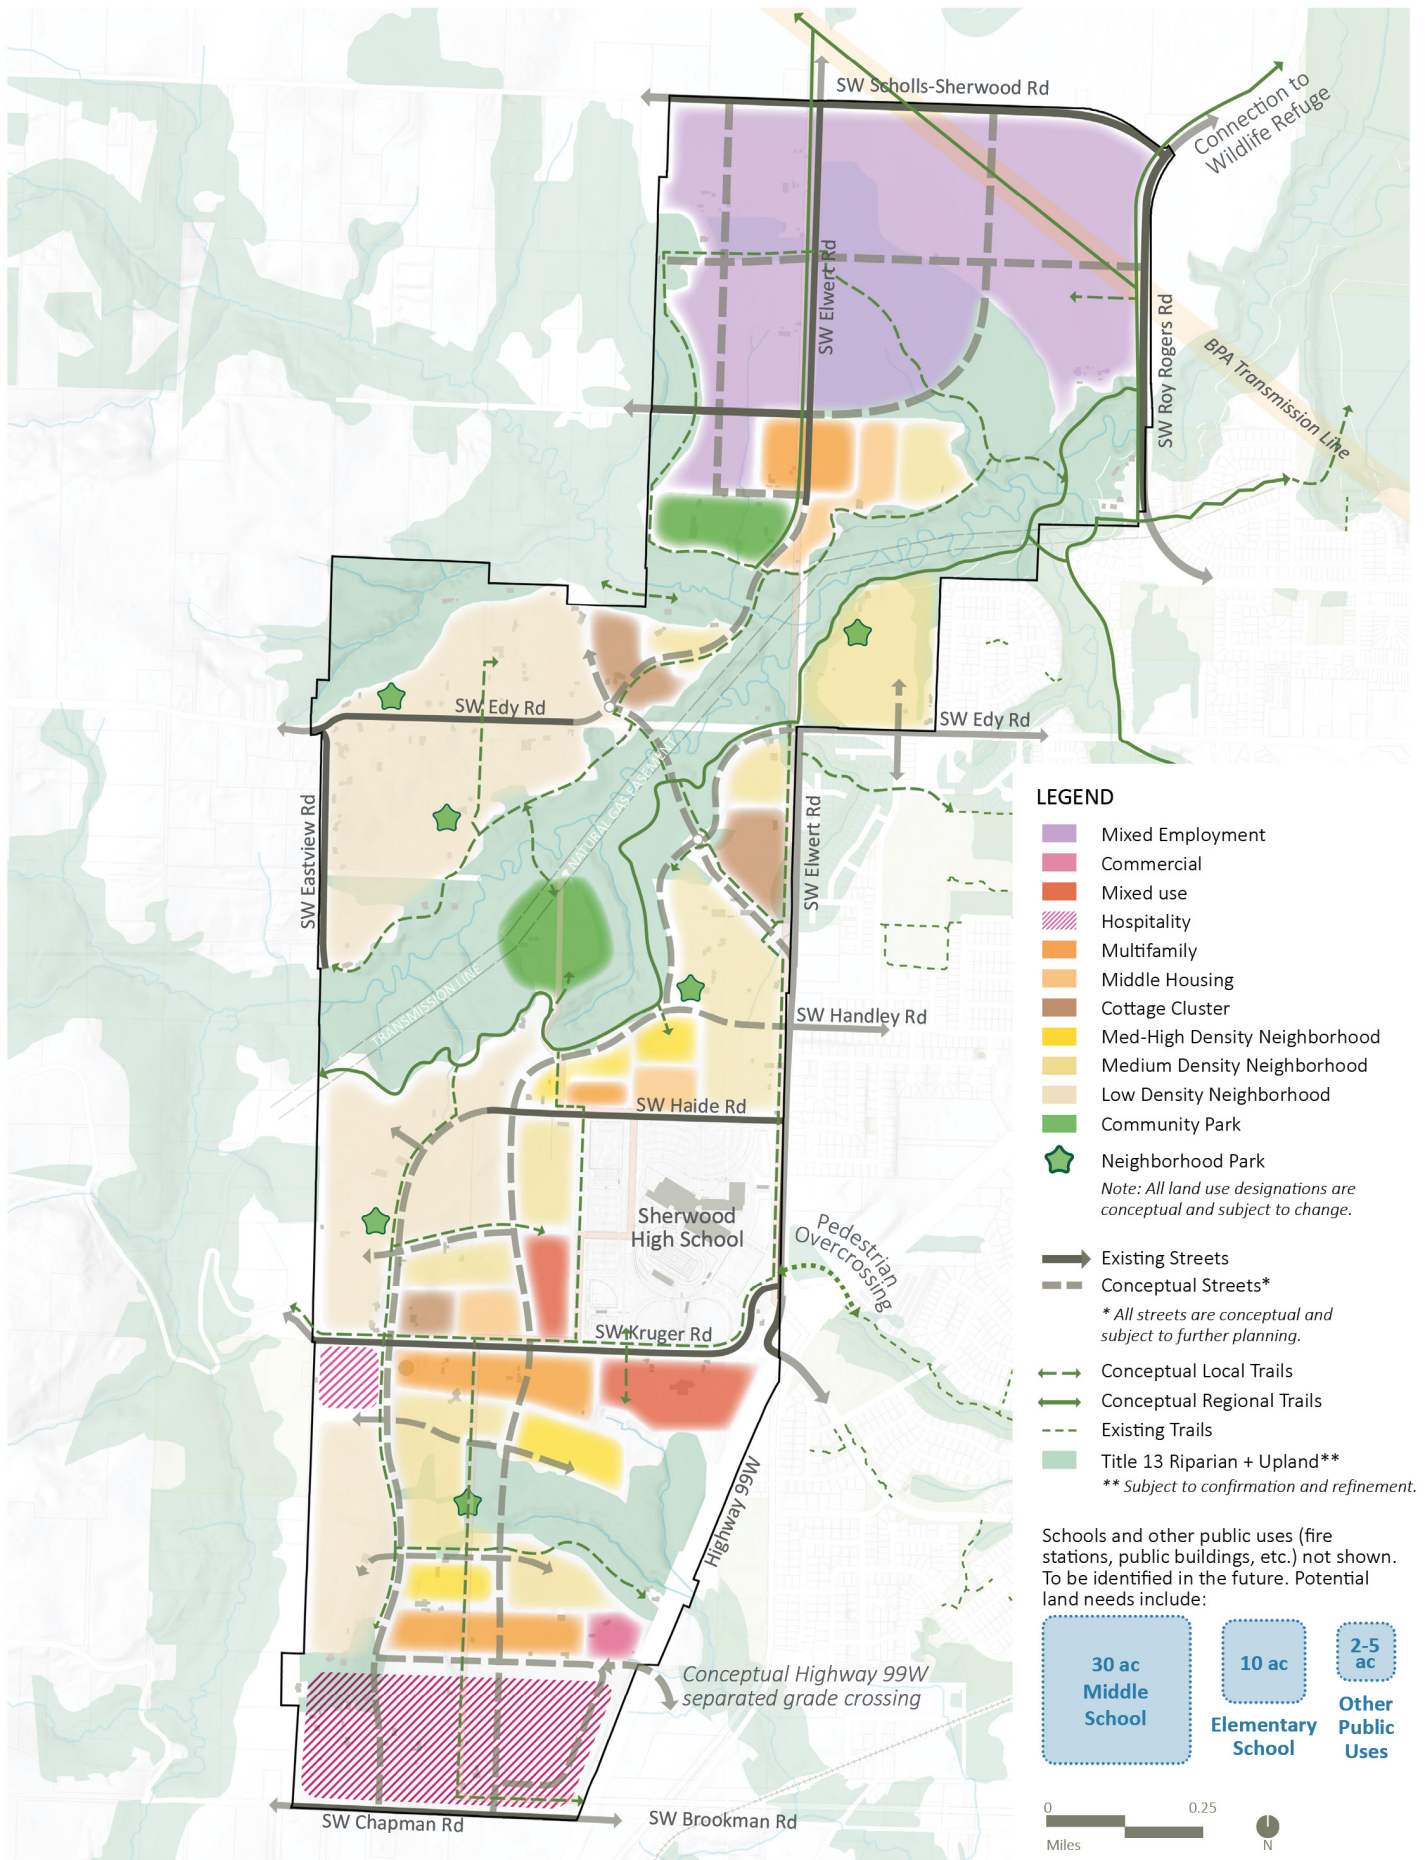 SW Scholls-Sherwood Rd
Connection to
Wildlife Refuge
SW Elwert Rd
SW Roy Rogers Rd
BPA Transmission Line
SW Edy Rd
SW Edy Rd
NATURAL GAS EASEMENT
SW Eastview Rd
SW Elwert Rd
TRANSMISSION LINE
SW Handley Rd
SW Haide Rd
Sherwood
High School
Pedestrian
Overcrossing
SW Kruger Rd
Highway 99W
Conceptual Highway 99W
separated grade crossing
SW Chapman Rd
SW Brookman Rd
LEGEND
Mixed Employment
Commercial
Mixed use
Hospitality
Multifamily
Middle Housing
Cottage Cluster
Med-High Density Neighborhood
Medium Density Neighborhood
Low Density Neighborhood
Community Park
Neighborhood Park
Note: All land use designations are
conceptual and subject to change.
Existing Streets
Conceptual Streets*
* All streets are conceptual and
subject to further planning.
Conceptual Local Trails
Conceptual Regional Trails
Existing Trails
Title 13 Riparian + Upland**
** Subject to confirmation and refinement.
Schools and other public uses (fire
stations, public buildings, etc.) not shown.
To be identified in the future. Potential
land needs include:
30 ac
Middle
School
10 ac
Elementary
School
2-5
ac
Other
Public
Uses
0 0.25
Miles
N